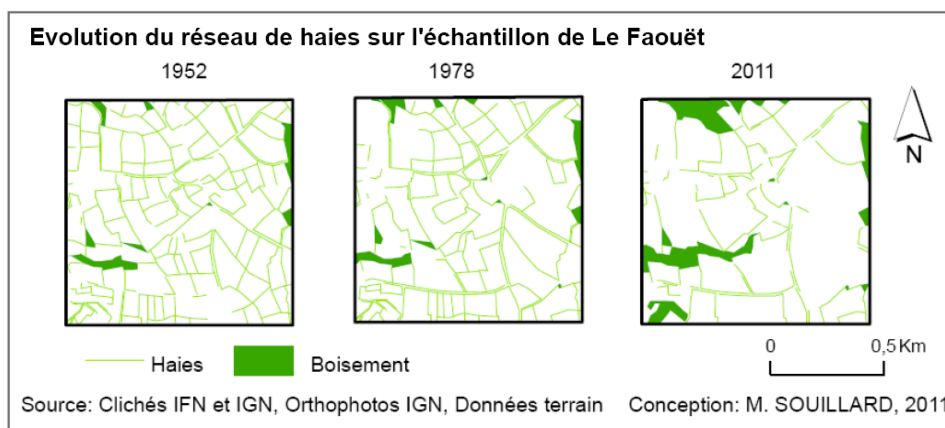 Evolution du réseau de haies sur l'échantillon de Le Faouët
1952 1978 2011
N
Haies Boisement 0 0,5 Km
Source: Clichés IFN et IGN, Orthophotos IGN, Données terrain Conception: M. SOUILLARD, 2011